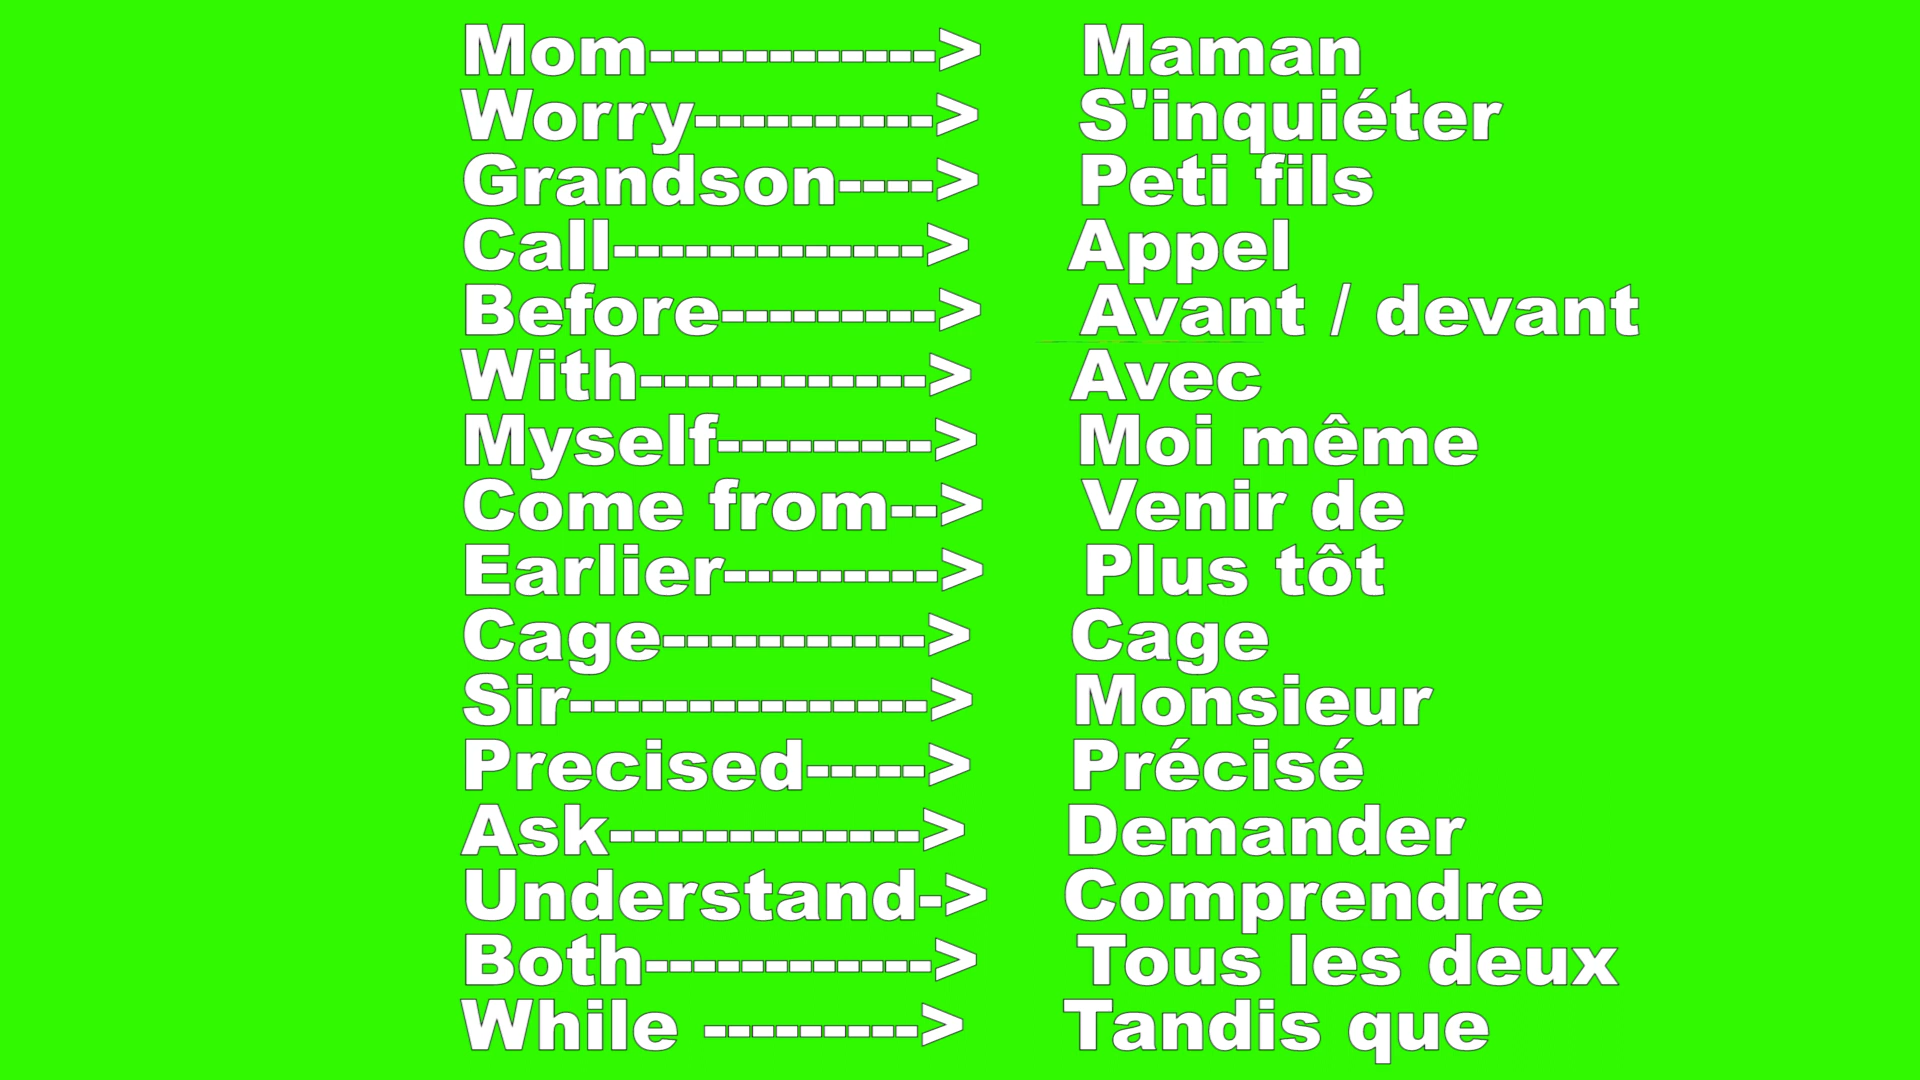 Mom------------> Maman
Worry----------> S'inquiéter
Grandson----> Peti fils
Call-------------> Appel
Before---------> Avant / devant
With------------> Avec
Myself---------> Moi même
Come from--> Venir de
Earlier---------> Plus tôt
Cage-----------> Cage
Sir---------------> Monsieur
Precised-----> Précisé
Ask-------------> Demander
Understand-> Comprendre
Both------------> Tous les deux
While ---------> Tandis que